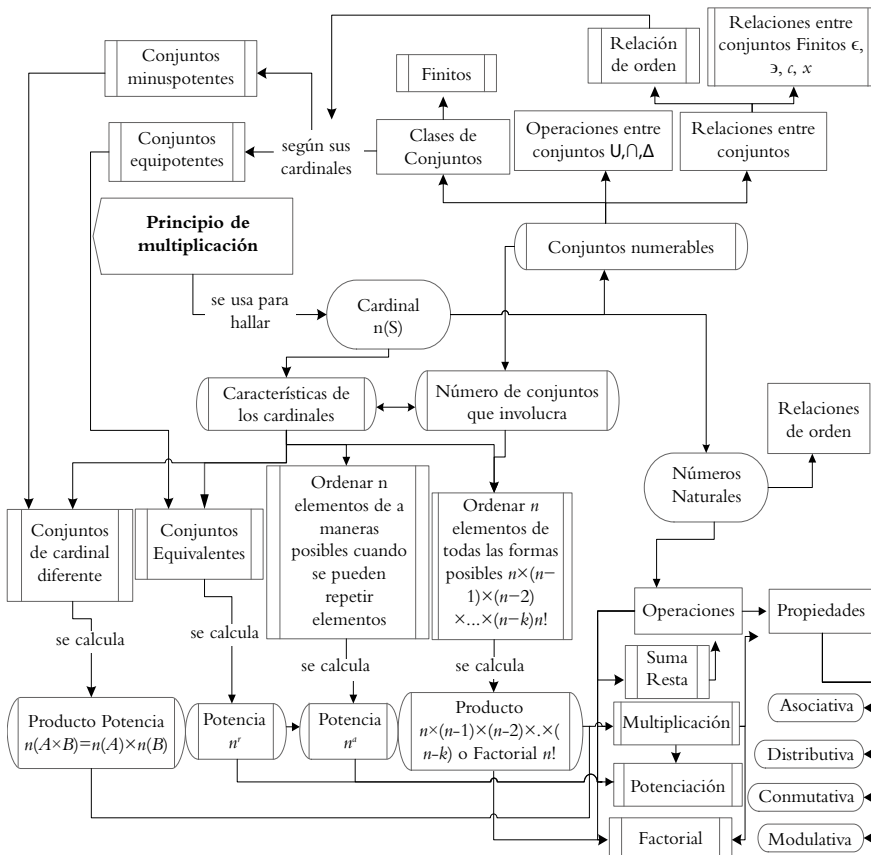 Conjuntos
minuspotentes
Finitos
Relación
de orden
Relaciones entre
conjuntos Finitos ϵ,
϶, c, x
Conjuntos
equipotentes
según sus
cardinales
Clases de
Conjuntos
Operaciones entre
conjuntos U,∩,Δ
Relaciones entre
conjuntos
Principio de
multiplicación
Conjuntos numerables
se usa para
hallar
Cardinal
n(S)
Características de
los cardinales
Número de conjuntos
que involucra
Relaciones
de orden
Números
Naturales
Conjuntos
de cardinal
diferente
Conjuntos
Equivalentes
Ordenar n
elementos de a
maneras
posibles cuando
se pueden
repetir
elementos
Ordenar n
elementos de
todas las formas
posibles n×(n−
1)×(n−2)
×...×(n−k)n!
Operaciones
Propiedades
se calcula
se calcula
se calcula
se calcula
Suma
Resta
Producto Potencia
n(A×B)=n(A)×n(B)
Potencia
nʳ
Potencia
nᵃ
Producto
n×(n-1)×(n-2)×.×(
n-k) o Factorial n!
Multiplicación
Potenciación
Factorial
Asociativa
Distributiva
Conmutativa
Modulativa